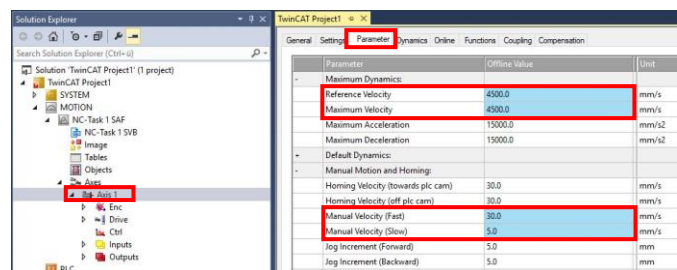 Solution Explorer
TwinCAT Project1
General Settings Parameter Dynamics Online Functions Coupling Compensation
Search Solution Explorer (Ctrl+ü)
Solution 'TwinCAT Project1' (1 project)
TwinCAT Project1
SYSTEM
MOTION
NC-Task 1 SAF
NC-Task 1 SVB
Image
Tables
Objects
Axes
Axis 1
Enc
Drive
Ctrl
Inputs
Outputs
PLC
Parameter Offline Value Unit
- Maximum Dynamics:
Reference Velocity 4500.0 mm/s
Maximum Velocity 4500.0 mm/s
Maximum Acceleration 15000.0 mm/s2
Maximum Deceleration 15000.0 mm/s2
+ Default Dynamics:
- Manual Motion and Homing:
Homing Velocity (towards plc cam) 30.0 mm/s
Homing Velocity (off plc cam) 30.0 mm/s
Manual Velocity (Fast) 30.0 mm/s
Manual Velocity (Slow) 5.0 mm/s
Jog Increment (Forward) 5.0 mm
Jog Increment (Backward) 5.0 mm